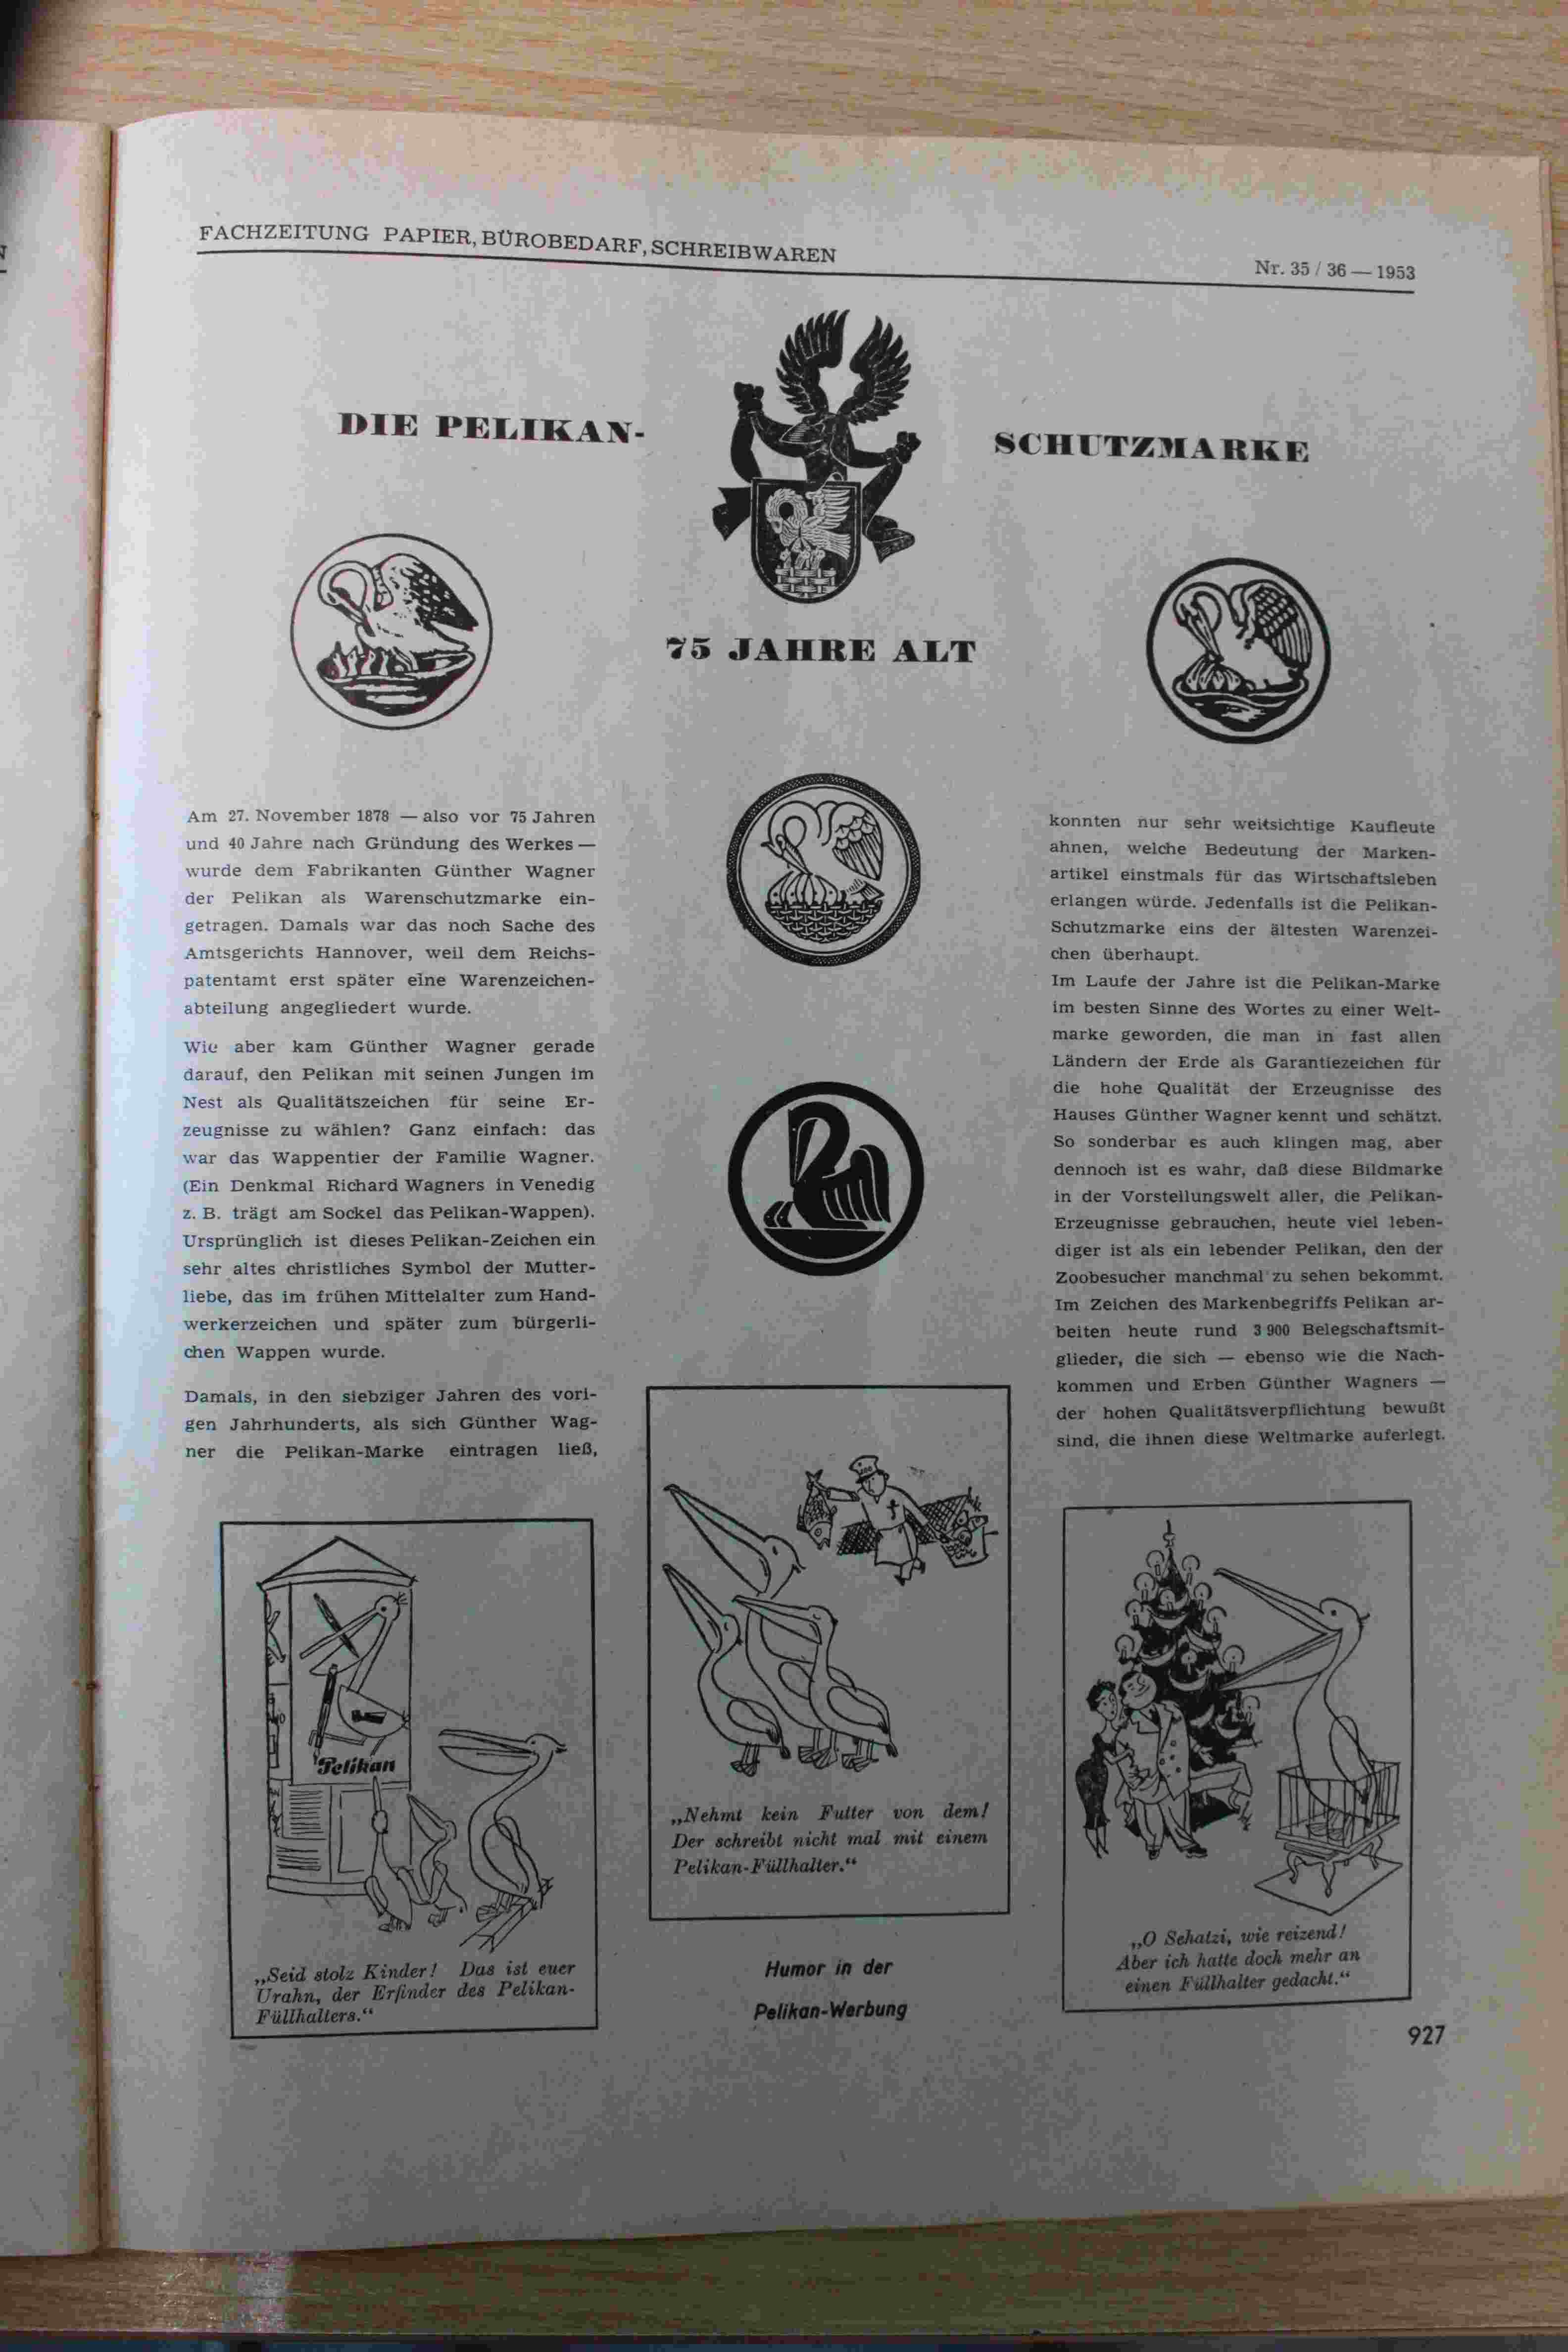 FACHZEITUNG PAPIER, BÜROBEDARF, SCHREIBWAREN
Nr. 35 / 36 — 1953
DIE PELIKAN-
SCHUTZMARKE
75 JAHRE ALT
Am 27. November 1878 — also vor 75 Jahren
und 40 Jahre nach Gründung des Werkes —
wurde dem Fabrikanten Günther Wagner
der Pelikan als Warenschutzmarke ein-
getragen. Damals war das noch Sache des
Amtsgerichts Hannover, weil dem Reichs-
patentamt erst später eine Warenzeichen-
abteilung angegliedert wurde.
Wie aber kam Günther Wagner gerade
darauf, den Pelikan mit seinen Jungen im
Nest als Qualitätszeichen für seine Er-
zeugnisse zu wählen? Ganz einfach: das
war das Wappentier der Familie Wagner.
(Ein Denkmal Richard Wagners in Venedig
z. B. trägt am Sockel das Pelikan-Wappen).
Ursprünglich ist dieses Pelikan-Zeichen ein
sehr altes christliches Symbol der Mutter-
liebe, das im frühen Mittelalter zum Hand-
werkerzeichen und später zum bürgerli-
chen Wappen wurde.
Damals, in den siebziger Jahren des vori-
gen Jahrhunderts, als sich Günther Wag-
ner die Pelikan-Marke eintragen ließ,
konnten nur sehr weitsichtige Kaufleute
ahnen, welche Bedeutung der Marken-
artikel einstmals für das Wirtschaftsleben
erlangen würde. Jedenfalls ist die Pelikan-
Schutzmarke eins der ältesten Warenzei-
chen überhaupt.
Im Laufe der Jahre ist die Pelikan-Marke
im besten Sinne des Wortes zu einer Welt-
marke geworden, die man in fast allen
Ländern der Erde als Garantiezeichen für
die hohe Qualität der Erzeugnisse des
Hauses Günther Wagner kennt und schätzt.
So sonderbar es auch klingen mag, aber
dennoch ist es wahr, daß diese Bildmarke
in der Vorstellungswelt aller, die Pelikan-
Erzeugnisse gebrauchen, heute viel leben-
diger ist als ein lebender Pelikan, den der
Zoobesucher manchmal zu sehen bekommt.
Im Zeichen des Markenbegriffs Pelikan ar-
beiten heute rund 3 900 Belegschaftsmit-
glieder, die sich — ebenso wie die Nach-
kommen und Erben Günther Wagners —
der hohen Qualitätsverpflichtung bewußt
sind, die ihnen diese Weltmarke auferlegt.
Pelikan
„Seid stolz Kinder! Das ist euer
Urahn, der Erfinder des Pelikan-
Füllhalters.“
„Nehmt kein Futter von dem!
Der schreibt nicht mal mit einem
Pelikan-Füllhalter.“
Humor in der
Pelikan-Werbung
„O Schatzi, wie reizend!
Aber ich hatte doch mehr an
einen Füllhalter gedacht.“
927